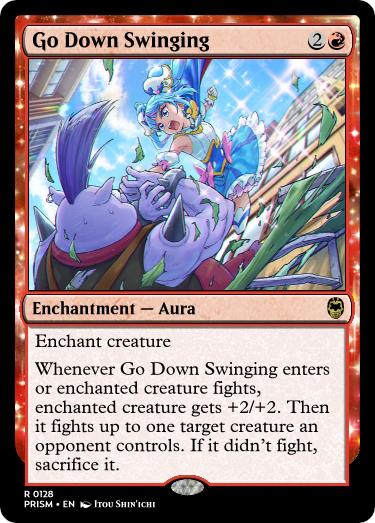 Go Down Swinging 2
Enchantment — Aura
Enchant creature
Whenever Go Down Swinging enters
or enchanted creature fights,
enchanted creature gets +2/+2. Then
it fights up to one target creature an
opponent controls. If it didn't fight,
sacrifice it.
R 0128
PRISM • EN Itou Shin'ichi